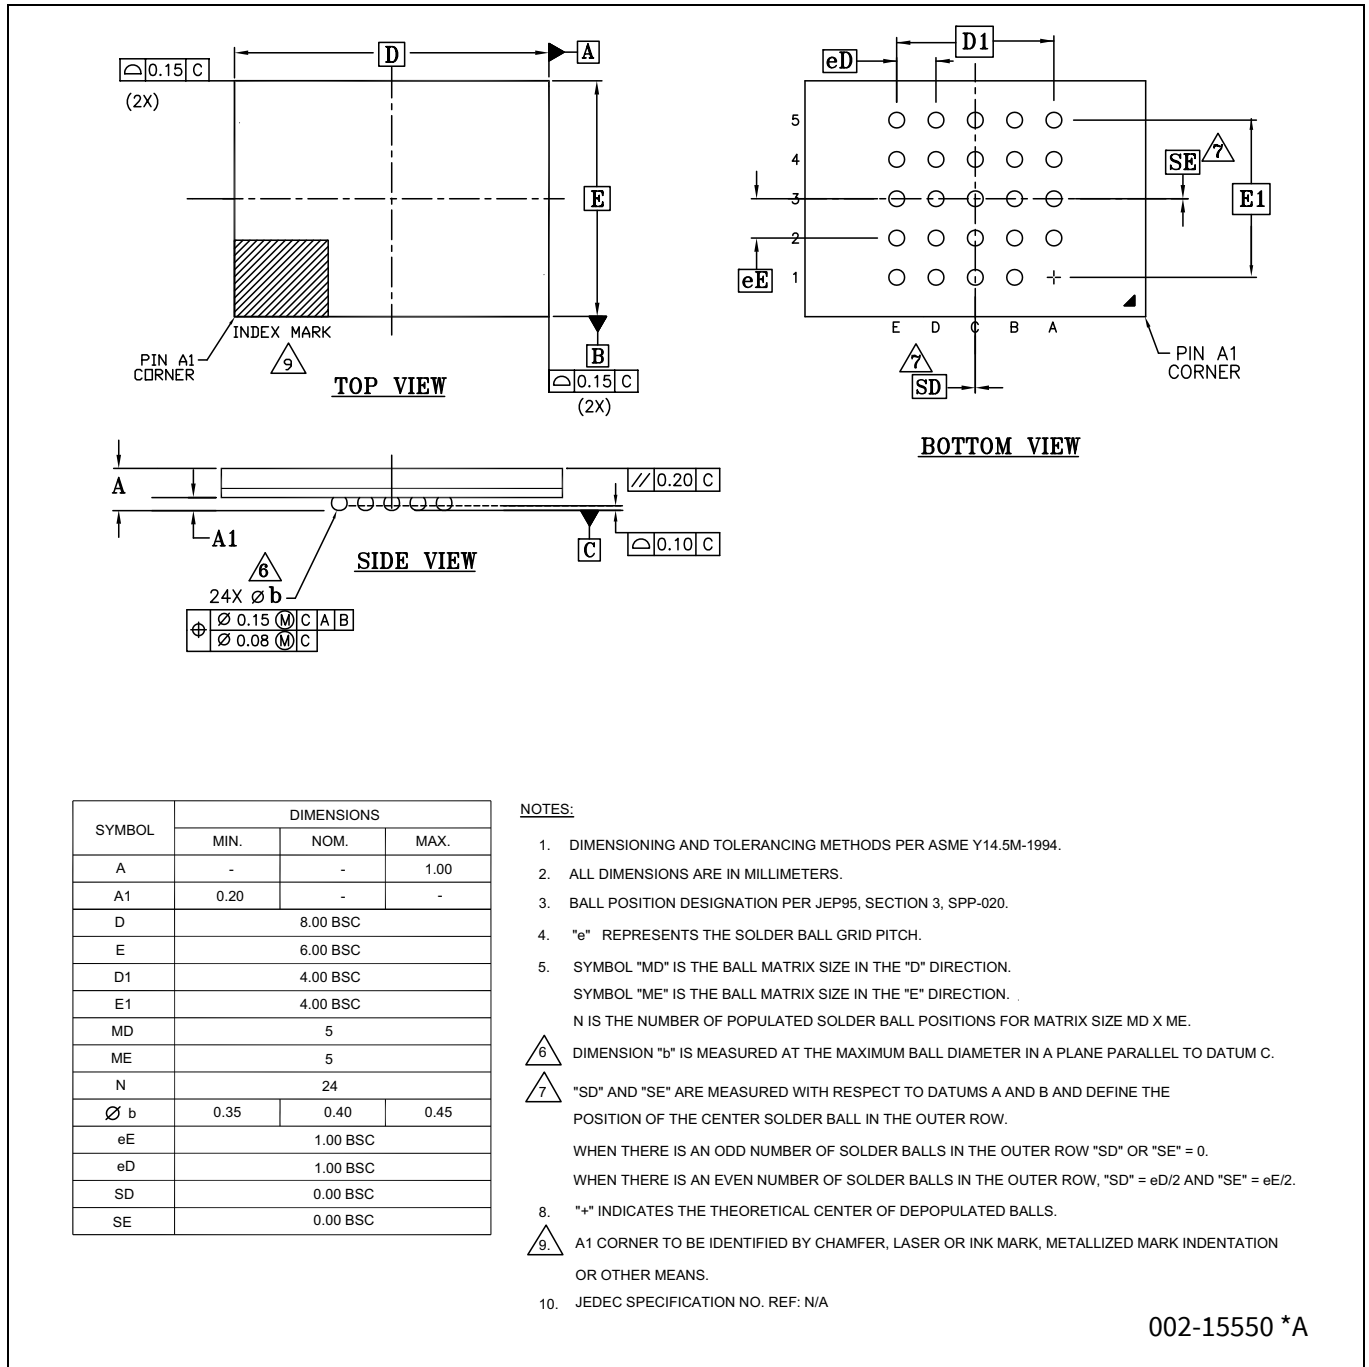 D
A
⌓ 0.15 C
(2X)
E
INDEX MARK
9
PIN A1
CORNER
B
⌓ 0.15 C
(2X)
TOP VIEW
D1
eD
5
4
3
2
1
SE
7
E1
eE
E D C B A
7
SD
PIN A1
CORNER
BOTTOM VIEW
A
A1
// 0.20 C
⌓ 0.10 C
C
SIDE VIEW
6
24X ⌀ b
⌖ ⌀ 0.15 Ⓜ C A B
⌀ 0.08 Ⓜ C
SYMBOL DIMENSIONS
MIN. NOM. MAX.
A - - 1.00
A1 0.20 - -
D 8.00 BSC
E 6.00 BSC
D1 4.00 BSC
E1 4.00 BSC
MD 5
ME 5
N 24
⌀ b 0.35 0.40 0.45
eE 1.00 BSC
eD 1.00 BSC
SD 0.00 BSC
SE 0.00 BSC
NOTES:
1. DIMENSIONING AND TOLERANCING METHODS PER ASME Y14.5M-1994.
2. ALL DIMENSIONS ARE IN MILLIMETERS.
3. BALL POSITION DESIGNATION PER JEP95, SECTION 3, SPP-020.
4. "e" REPRESENTS THE SOLDER BALL GRID PITCH.
5. SYMBOL "MD" IS THE BALL MATRIX SIZE IN THE "D" DIRECTION.
SYMBOL "ME" IS THE BALL MATRIX SIZE IN THE "E" DIRECTION.
N IS THE NUMBER OF POPULATED SOLDER BALL POSITIONS FOR MATRIX SIZE MD X ME.
6 DIMENSION "b" IS MEASURED AT THE MAXIMUM BALL DIAMETER IN A PLANE PARALLEL TO DATUM C.
7 "SD" AND "SE" ARE MEASURED WITH RESPECT TO DATUMS A AND B AND DEFINE THE
POSITION OF THE CENTER SOLDER BALL IN THE OUTER ROW.
WHEN THERE IS AN ODD NUMBER OF SOLDER BALLS IN THE OUTER ROW "SD" OR "SE" = 0.
WHEN THERE IS AN EVEN NUMBER OF SOLDER BALLS IN THE OUTER ROW, "SD" = eD/2 AND "SE" = eE/2.
8. "+" INDICATES THE THEORETICAL CENTER OF DEPOPULATED BALLS.
9. A1 CORNER TO BE IDENTIFIED BY CHAMFER, LASER OR INK MARK, METALLIZED MARK INDENTATION
OR OTHER MEANS.
10. JEDEC SPECIFICATION NO. REF: N/A
002-15550 *A